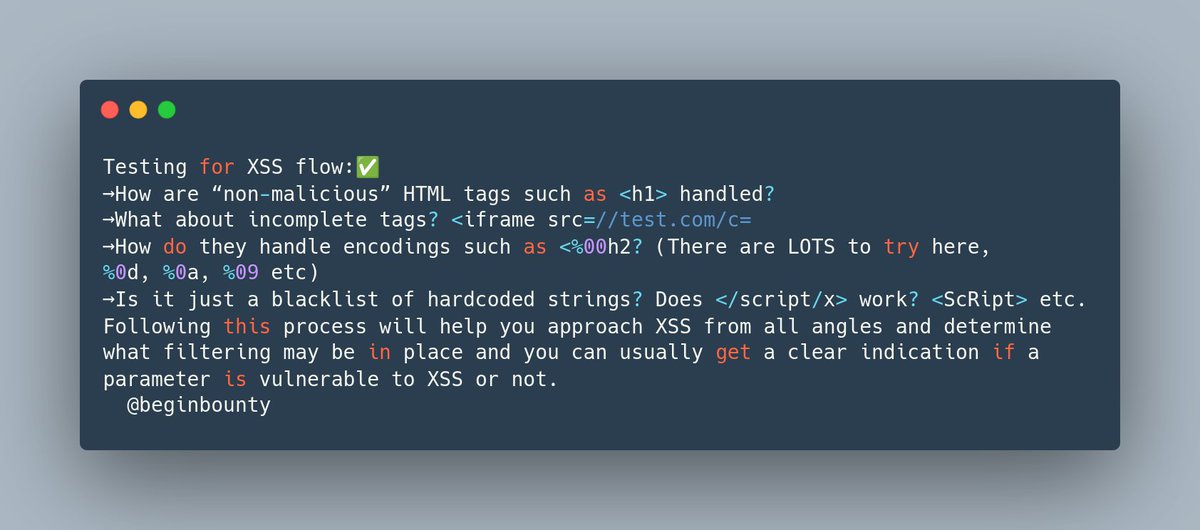 Testing for XSS flow:✅
→How are “non-malicious” HTML tags such as <h1> handled?
→What about incomplete tags? <iframe src=//test.com/c=
→How do they handle encodings such as <%00h2? (There are LOTS to try here,
%0d, %0a, %09 etc)
→Is it just a blacklist of hardcoded strings? Does </script/x> work? <ScRipt> etc.
Following this process will help you approach XSS from all angles and determine
what filtering may be in place and you can usually get a clear indication if a
parameter is vulnerable to XSS or not.
@beginbounty